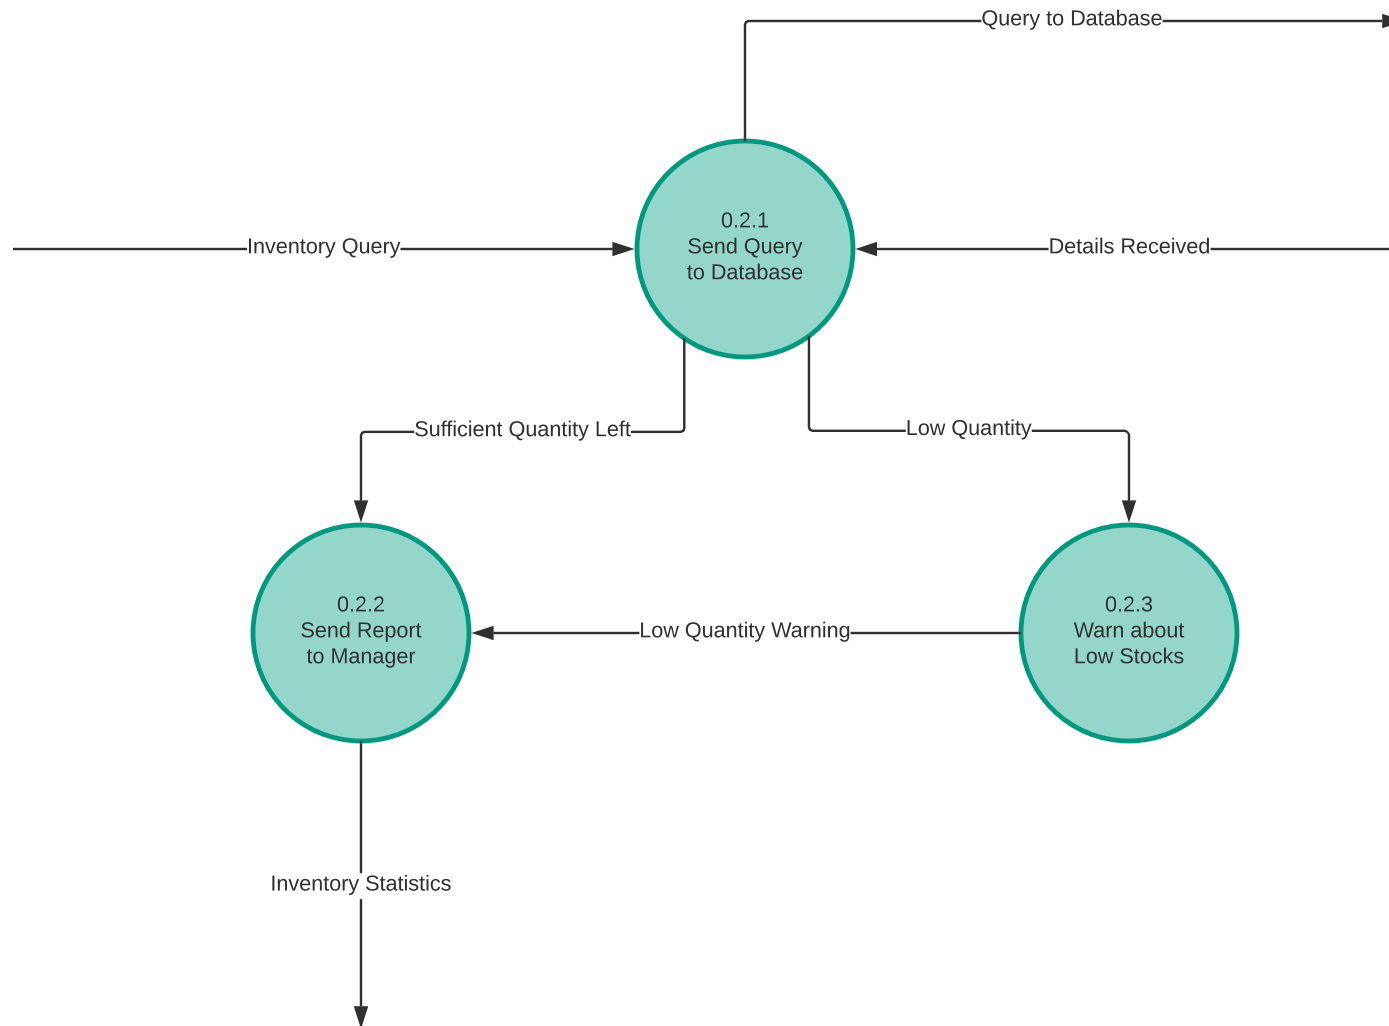 Query to Database
0.2.1
Send Query
to Database
Inventory Query
Details Received
Sufficient Quantity Left
Low Quantity
0.2.2
Send Report
to Manager
Low Quantity Warning
0.2.3
Warn about
Low Stocks
Inventory Statistics